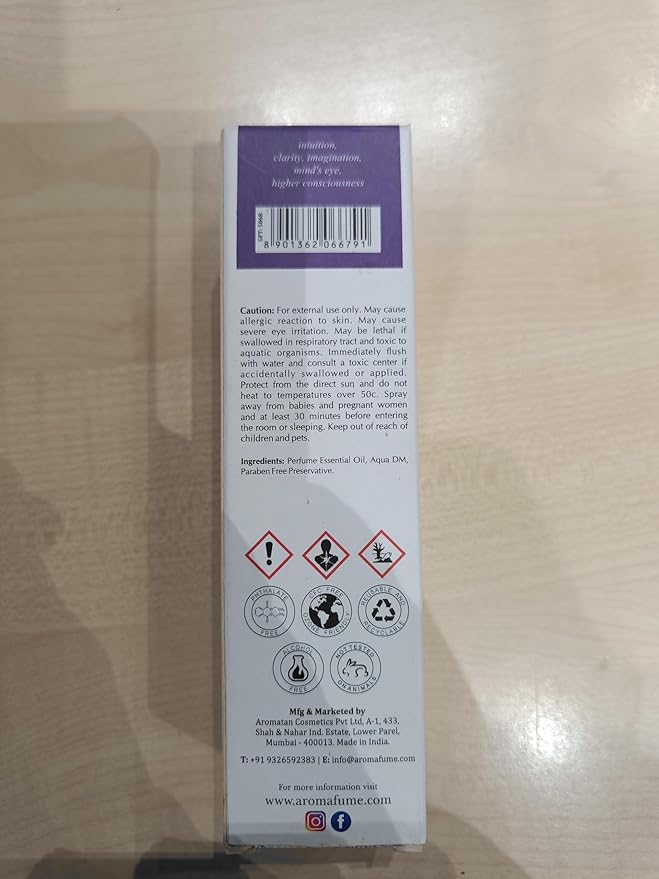 intuition,
clarity, imagination,
mind's eye,
higher consciousness
GFT: 5068
8 901362 066791
Caution: For external use only. May cause
allergic reaction to skin. May cause
severe eye irritation. May be lethal if
swallowed in respiratory tract and toxic to
aquatic organisms. Immediately flush
with water and consult a toxic center if
accidentally swallowed or applied.
Protect from the direct sun and do not
heat to temperatures over 50c. Spray
away from babies and pregnant women
and at least 30 minutes before entering
the room or sleeping. Keep out of reach of
children and pets.
Ingredients: Perfume Essential Oil, Aqua DM,
Paraben Free Preservative.
PHTHALATE
FREE
CFC FREE
OZONE FRIENDLY
REUSABLE AND
RECYCLABLE
ALCOHOL
FREE
NOT TESTED
ON ANIMALS
Mfg & Marketed by
Aromatan Cosmetics Pvt Ltd, A-1, 433,
Shah & Nahar Ind. Estate, Lower Parel,
Mumbai - 400013. Made in India.
T: +91 9326592383 | E: info@aromafume.com
For more information visit
www.aromafume.com